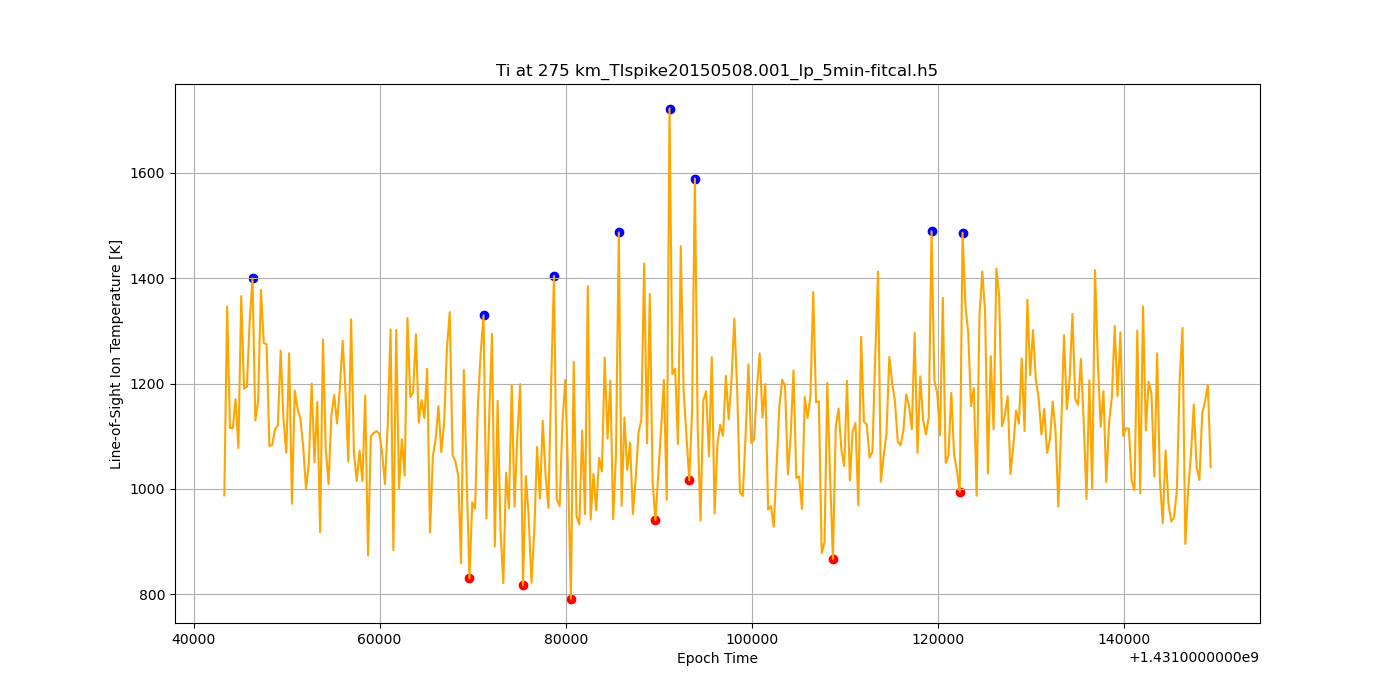 Ti at 275 km_TIspike20150508.001_lp_5min-fitcal.h5
Line-of-Sight Ion Temperature [K]
1600
1400
1200
1000
800
40000 60000 80000 100000 120000 140000
Epoch Time
+1.4310000000e9